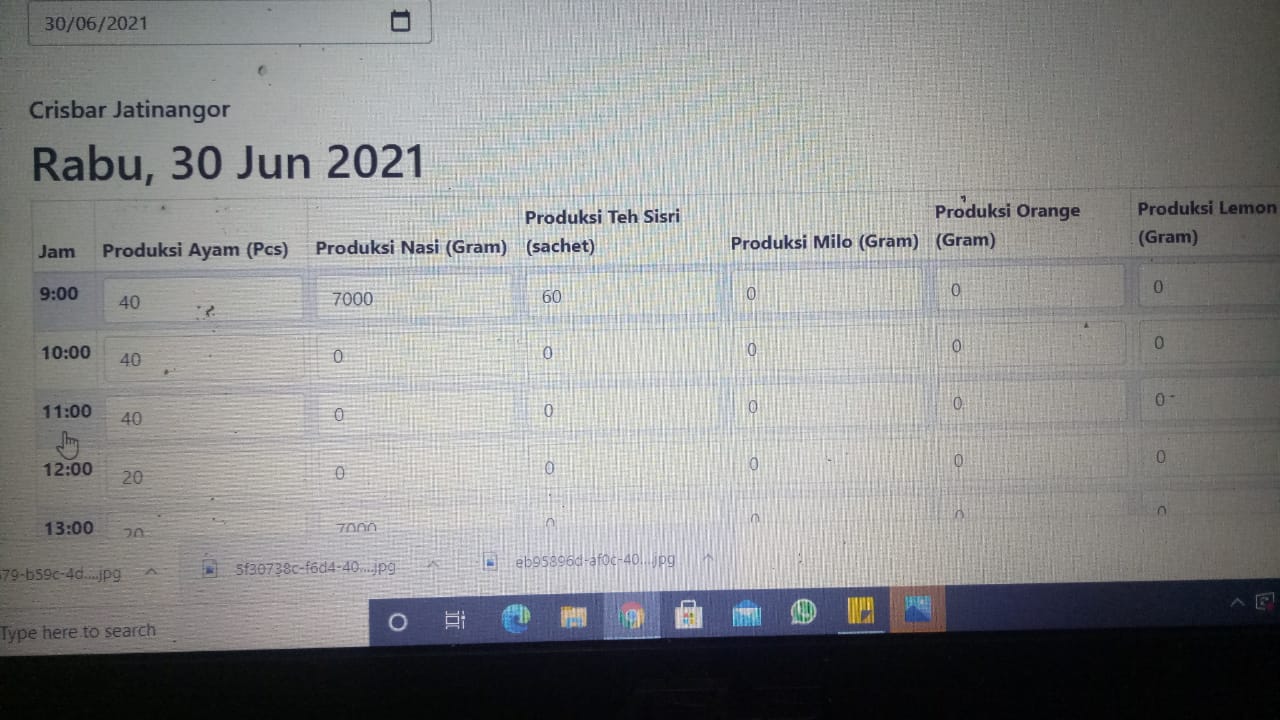 30/06/2021
Crisbar Jatinangor
Rabu, 30 Jun 2021
Jam Produksi Ayam (Pcs) Produksi Nasi (Gram) Produksi Teh Sisri (sachet) Produksi Milo (Gram) Produksi Orange (Gram) Produksi Lemon (Gram)
9:00 40 7000 60 0 0 0
10:00 40 0 0 0 0 0
11:00 40 0 0 0 0 0
12:00 20 0 0 0 0 0
13:00 20 7000 0 0 0 0
79-b59c-4d....jpg 5f30738c-f6d4-40....jpg eb95896d-af0c-40....jpg
Type here to search